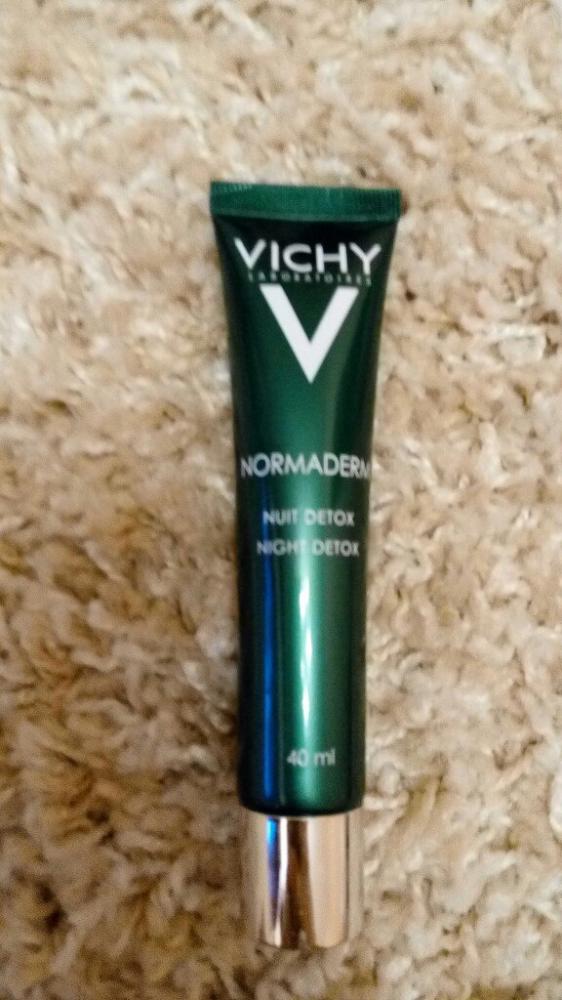 VICHY
LABORATOIRES
V
NORMADERM
NUIT DETOX
NIGHT DETOX
40 ml